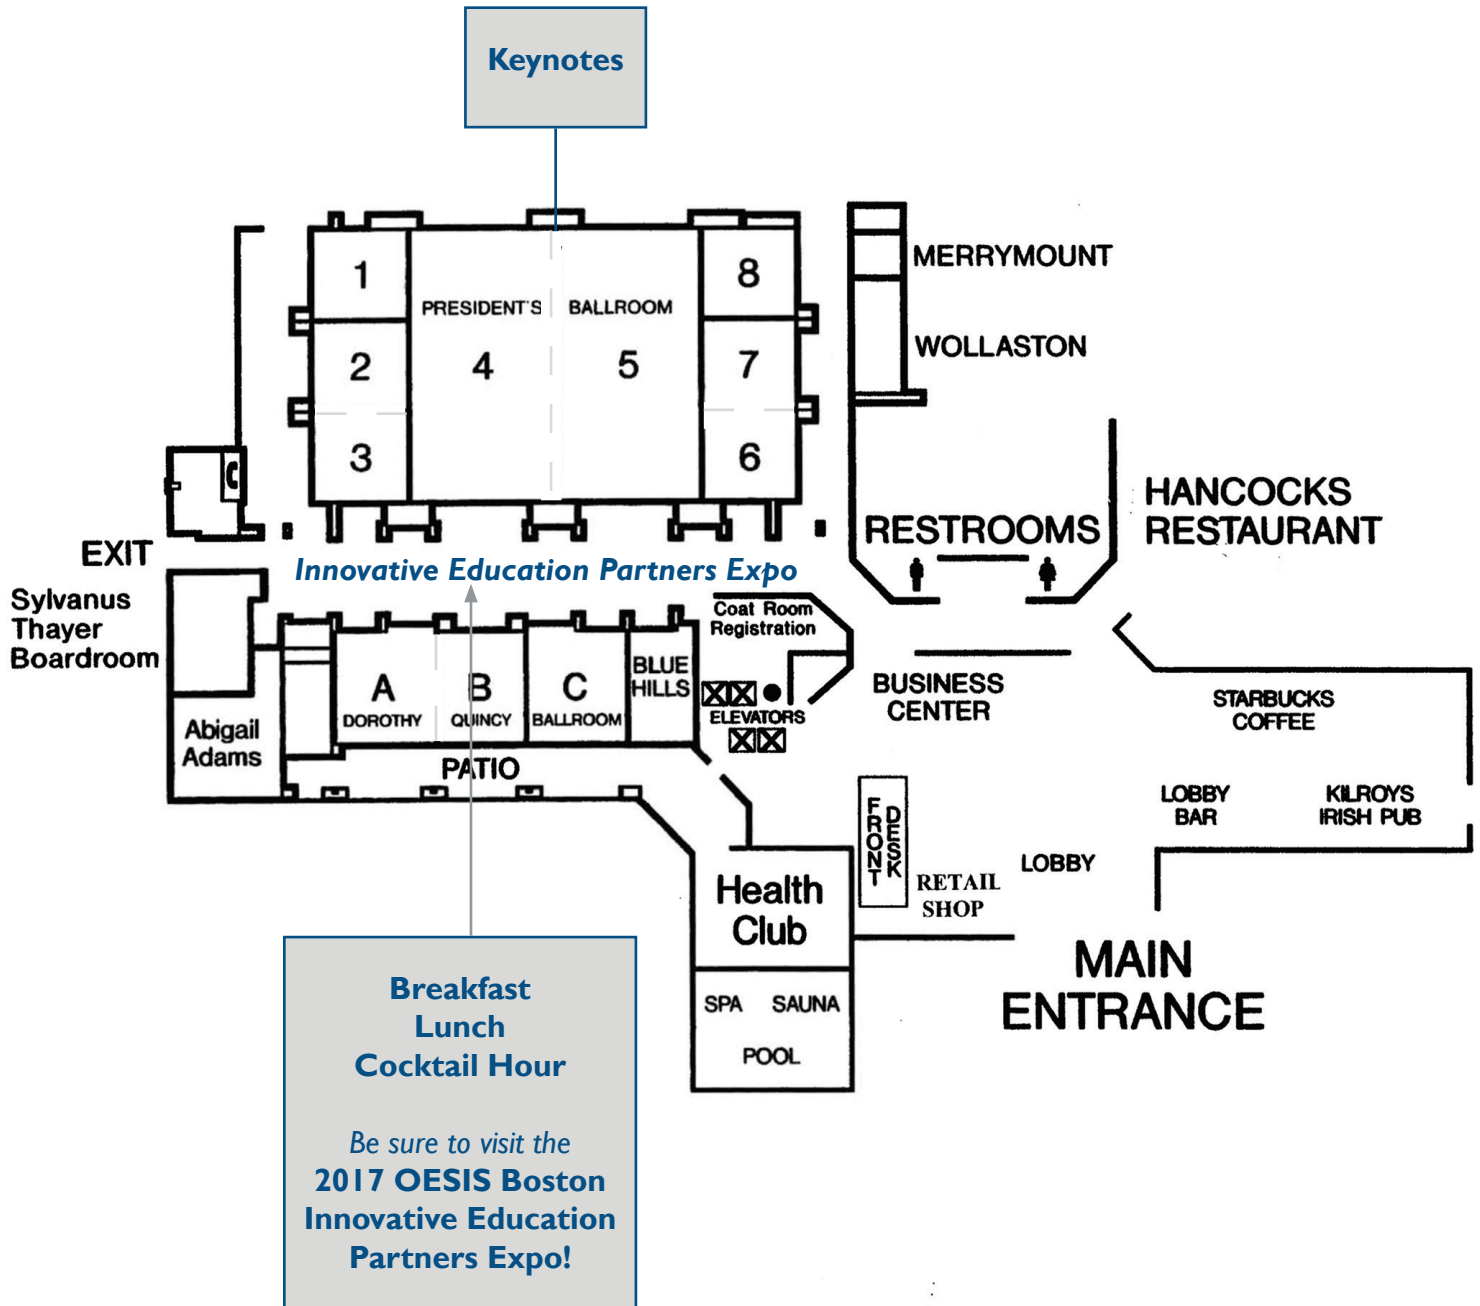 Keynotes
1
2
3
PRESIDENT'S BALLROOM
4
5
8
7
6
MERRYMOUNT
WOLLASTON
HANCOCKS
RESTAURANT
RESTROOMS
EXIT
Innovative Education Partners Expo
Sylvanus
Thayer
Boardroom
Abigail
Adams
A
DOROTHY
B
QUINCY
C
BALLROOM
BLUE
HILLS
Coat Room
Registration
ELEVATORS
PATIO
BUSINESS
CENTER
STARBUCKS
COFFEE
LOBBY
BAR
KILROYS
IRISH PUB
FRONT
DESK
LOBBY
RETAIL
SHOP
Health
Club
SPA SAUNA
POOL
MAIN
ENTRANCE
Breakfast
Lunch
Cocktail Hour
Be sure to visit the
2017 OESIS Boston
Innovative Education
Partners Expo!